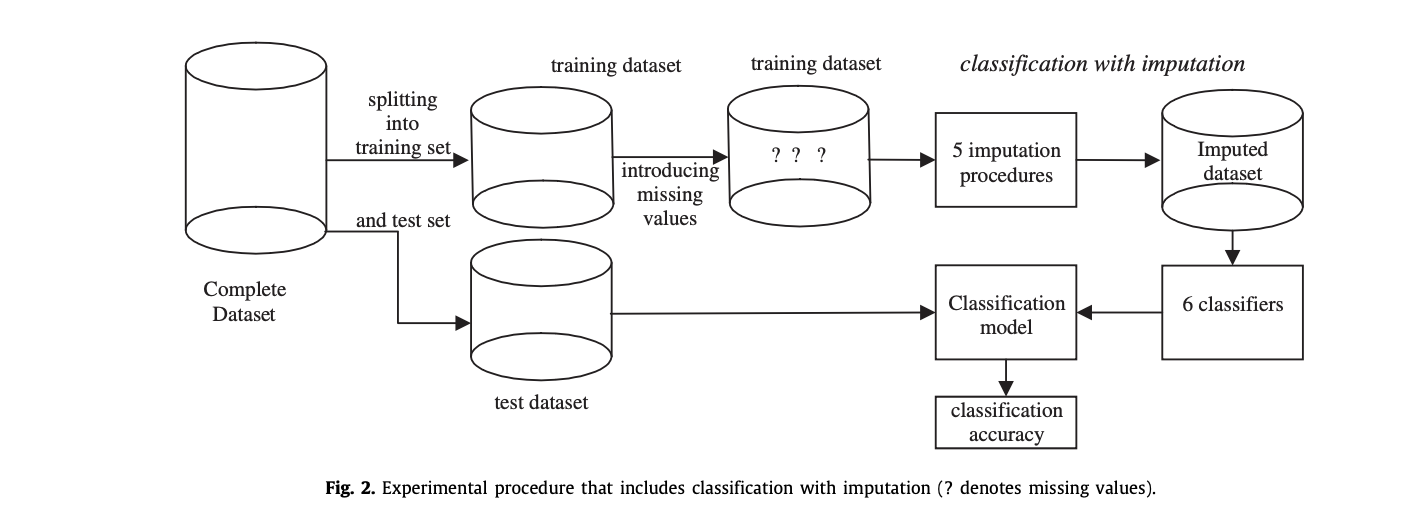 training dataset
training dataset
classification with imputation
splitting
into
training set
? ? ?
introducing
missing
values
5 imputation
procedures
Imputed
dataset
and test set
Complete
Dataset
Classification
model
6 classifiers
test dataset
classification
accuracy
Fig. 2. Experimental procedure that includes classification with imputation (? denotes missing values).